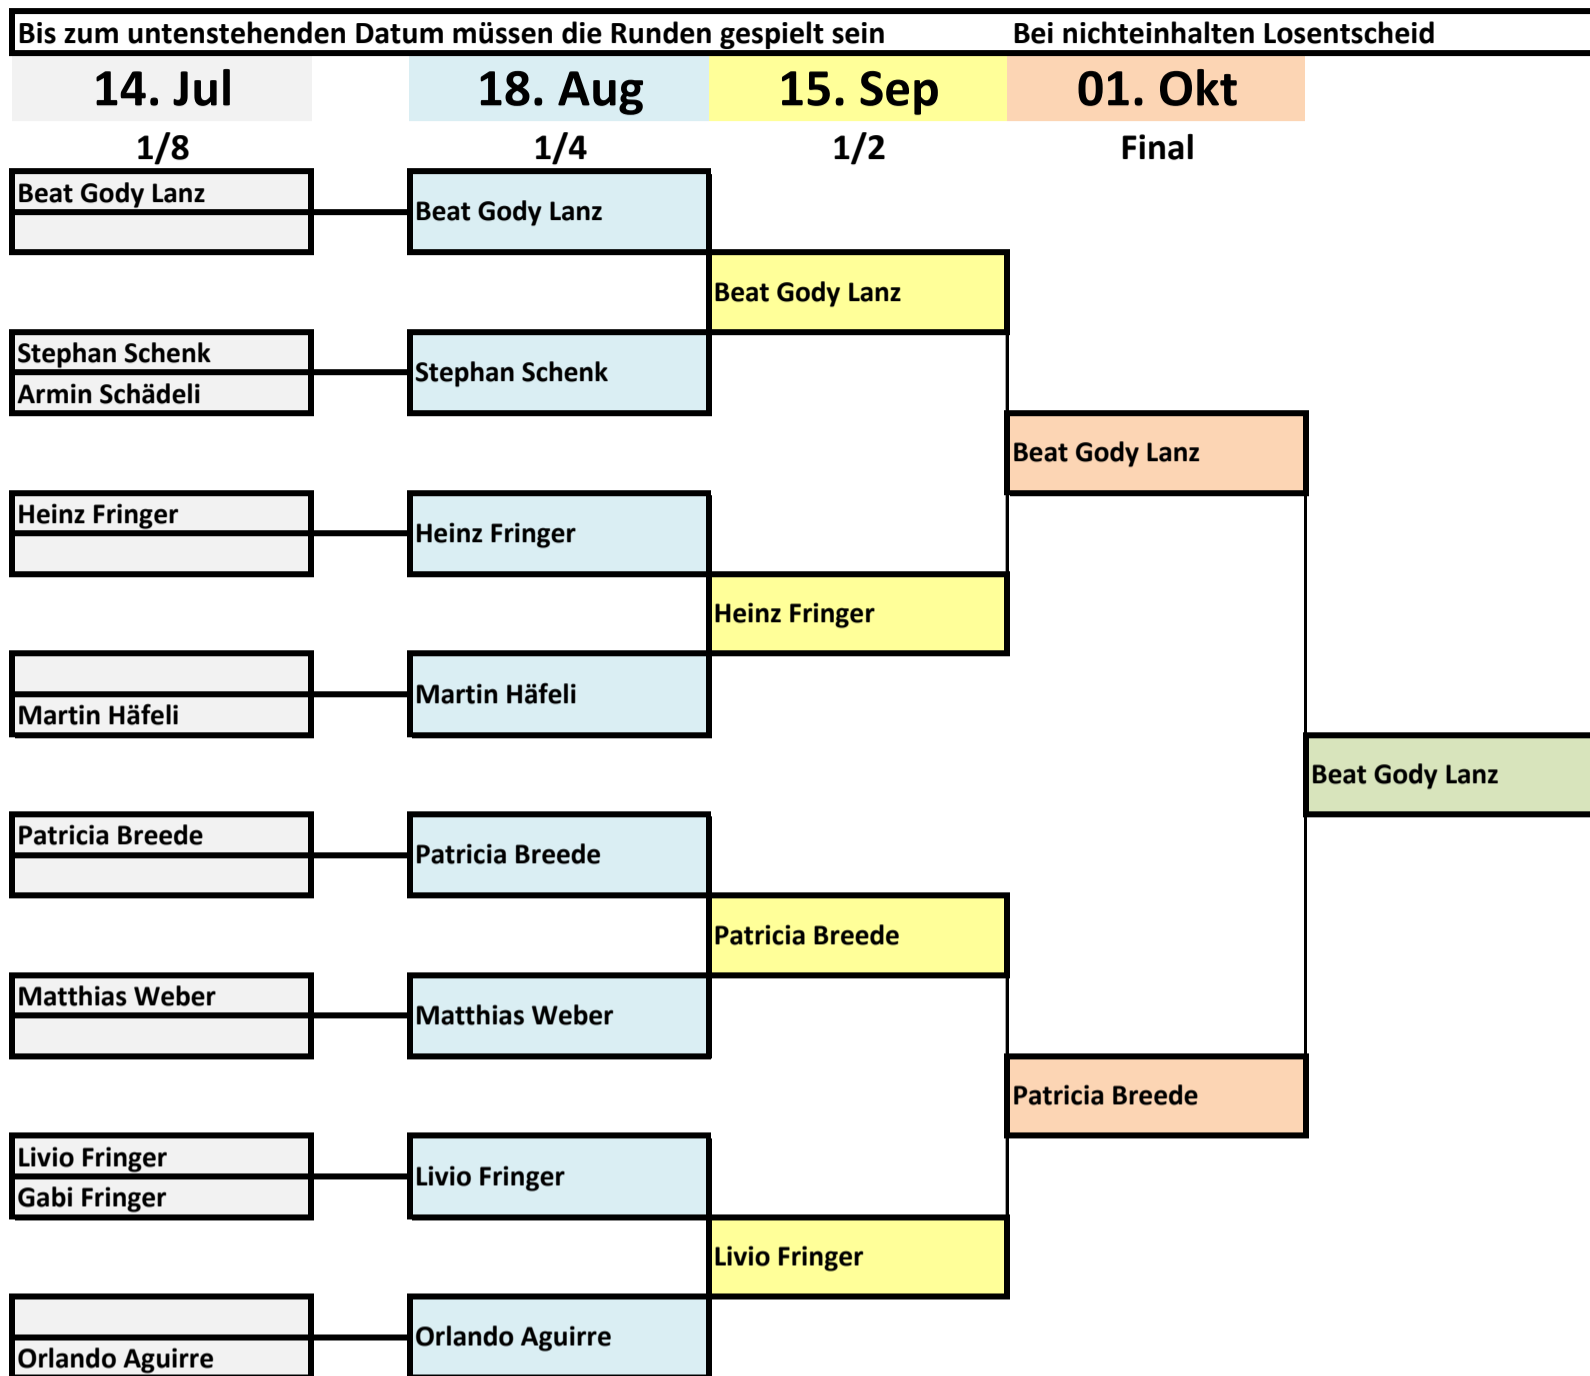 Bis zum untenstehenden Datum müssen die Runden gespielt sein Bei nichteinhalten Losentscheid
14. Jul 18. Aug 15. Sep 01. Okt
1/8 1/4 1/2 Final
Beat Gody Lanz
Beat Gody Lanz
Beat Gody Lanz
Stephan Schenk
Stephan Schenk
Armin Schädeli
Beat Gody Lanz
Heinz Fringer
Heinz Fringer
Heinz Fringer
Martin Häfeli
Martin Häfeli
Beat Gody Lanz
Patricia Breede
Patricia Breede
Patricia Breede
Matthias Weber
Matthias Weber
Patricia Breede
Livio Fringer
Livio Fringer
Gabi Fringer
Livio Fringer
Orlando Aguirre
Orlando Aguirre